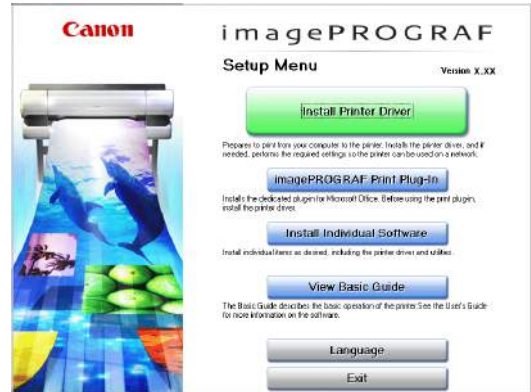 Canon
imagePROGRAF
Setup Menu
Version X.XX
Install Printer Driver
Prepares to print from your computer to the printer. Installs the printer driver, and if
needed, performs the required settings so the printer can be used on a network.
imagePROGRAF Print Plug-In
Installs the dedicated plug-in for Microsoft Office. Before using the print plug-in,
install the printer driver.
Install Individual Software
Install individual items as desired, including the printer driver and utilities.
View Basic Guide
The Basic Guide describes the basic operation of the printer. See the User's Guide
for more information on the software.
Language
Exit